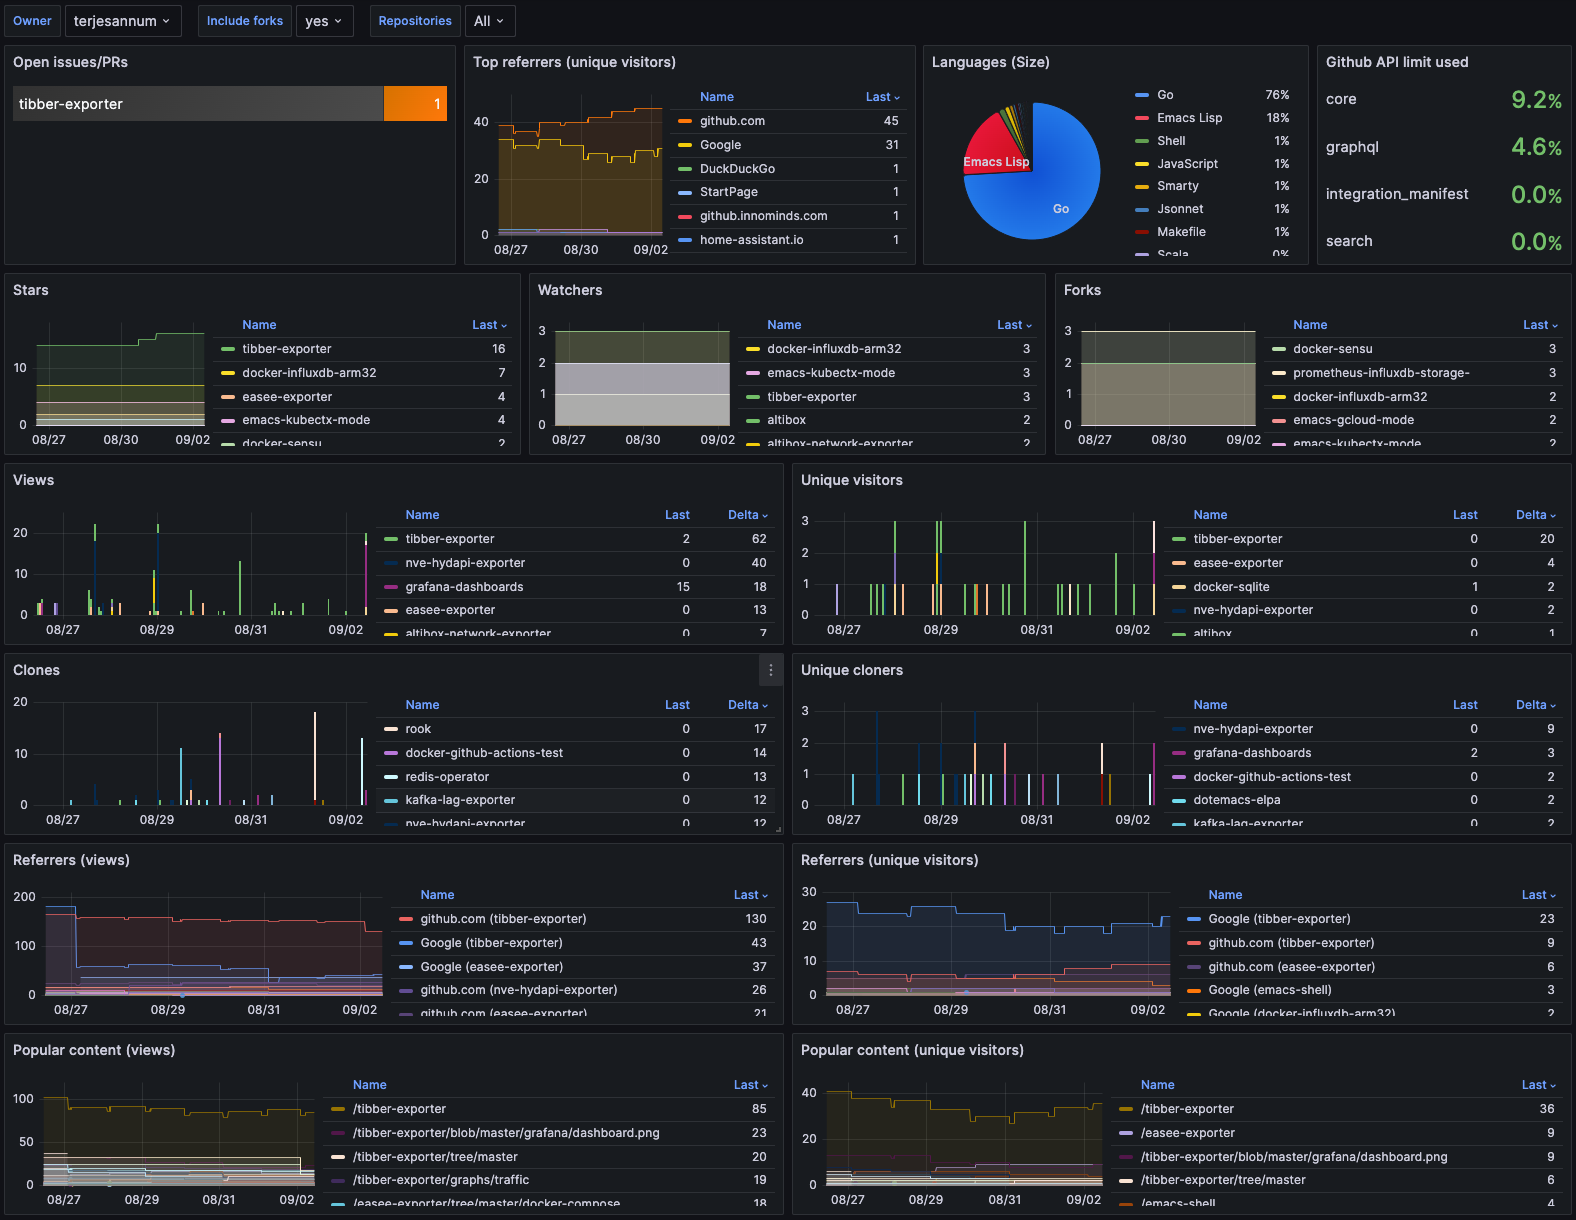 Owner terjesannum Include forks yes Repositories All
Open issues/PRs
tibber-exporter 1
Top referrers (unique visitors)
Name Last
github.com 45
Google 31
DuckDuckGo 1
StartPage 1
github.innominds.com 1
home-assistant.io 1
40
20
0
08/27 08/30 09/02
Languages (Size)
Emacs Lisp
Go
Go 76%
Emacs Lisp 18%
Shell 1%
JavaScript 1%
Smarty 1%
Jsonnet 1%
Makefile 1%
Scala 0%
Github API limit used
core 9.2%
graphql 4.6%
integration_manifest 0.0%
search 0.0%
Stars
10
0
08/27 08/30 09/02
Name Last
tibber-exporter 16
docker-influxdb-arm32 7
easee-exporter 4
emacs-kubectx-mode 4
docker-sensu 2
Watchers
3
2
1
0
08/27 08/30 09/02
Name Last
docker-influxdb-arm32 3
emacs-kubectx-mode 3
tibber-exporter 3
altibox 2
altibox-network-exporter 2
Forks
3
2
1
0
08/27 08/30 09/02
Name Last
docker-sensu 3
prometheus-influxdb-storage- 3
docker-influxdb-arm32 2
emacs-gcloud-mode 2
emacs-kubectx-mode 2
Views
20
10
0
08/27 08/29 08/31 09/02
Name Last Delta
tibber-exporter 2 62
nve-hydapi-exporter 0 40
grafana-dashboards 15 18
easee-exporter 0 13
altibox-network-exporter 0 7
Unique visitors
3
2
1
0
08/27 08/29 08/31 09/02
Name Last Delta
tibber-exporter 0 20
easee-exporter 0 4
docker-sqlite 1 2
nve-hydapi-exporter 0 2
altibox 0 1
Clones
20
10
0
08/27 08/29 08/31 09/02
Name Last Delta
rook 0 17
docker-github-actions-test 0 14
redis-operator 0 13
kafka-lag-exporter 0 12
nve-hydapi-exporter 0 12
Unique cloners
3
2
1
0
08/27 08/29 08/31 09/02
Name Last Delta
nve-hydapi-exporter 0 9
grafana-dashboards 2 3
docker-github-actions-test 0 2
dotemacs-elpa 0 2
kafka-lag-exporter 0 2
Referrers (views)
200
100
0
08/27 08/29 08/31 09/02
Name Last
github.com (tibber-exporter) 130
Google (tibber-exporter) 43
Google (easee-exporter) 37
github.com (nve-hydapi-exporter) 26
github.com (easee-exporter) 21
Referrers (unique visitors)
30
20
10
0
08/27 08/29 08/31 09/02
Name Last
Google (tibber-exporter) 23
github.com (tibber-exporter) 9
github.com (easee-exporter) 6
Google (emacs-shell) 3
Google (docker-influxdb-arm32) 2
Popular content (views)
100
50
0
08/27 08/29 08/31 09/02
Name Last
/tibber-exporter 85
/tibber-exporter/blob/master/grafana/dashboard.png 23
/tibber-exporter/tree/master 20
/tibber-exporter/graphs/traffic 19
/easee-exporter/tree/master/docker-compose 18
Popular content (unique visitors)
40
20
0
08/27 08/29 08/31 09/02
Name Last
/tibber-exporter 36
/easee-exporter 9
/tibber-exporter/blob/master/grafana/dashboard.png 9
/tibber-exporter/tree/master 6
/emacs-shell 4